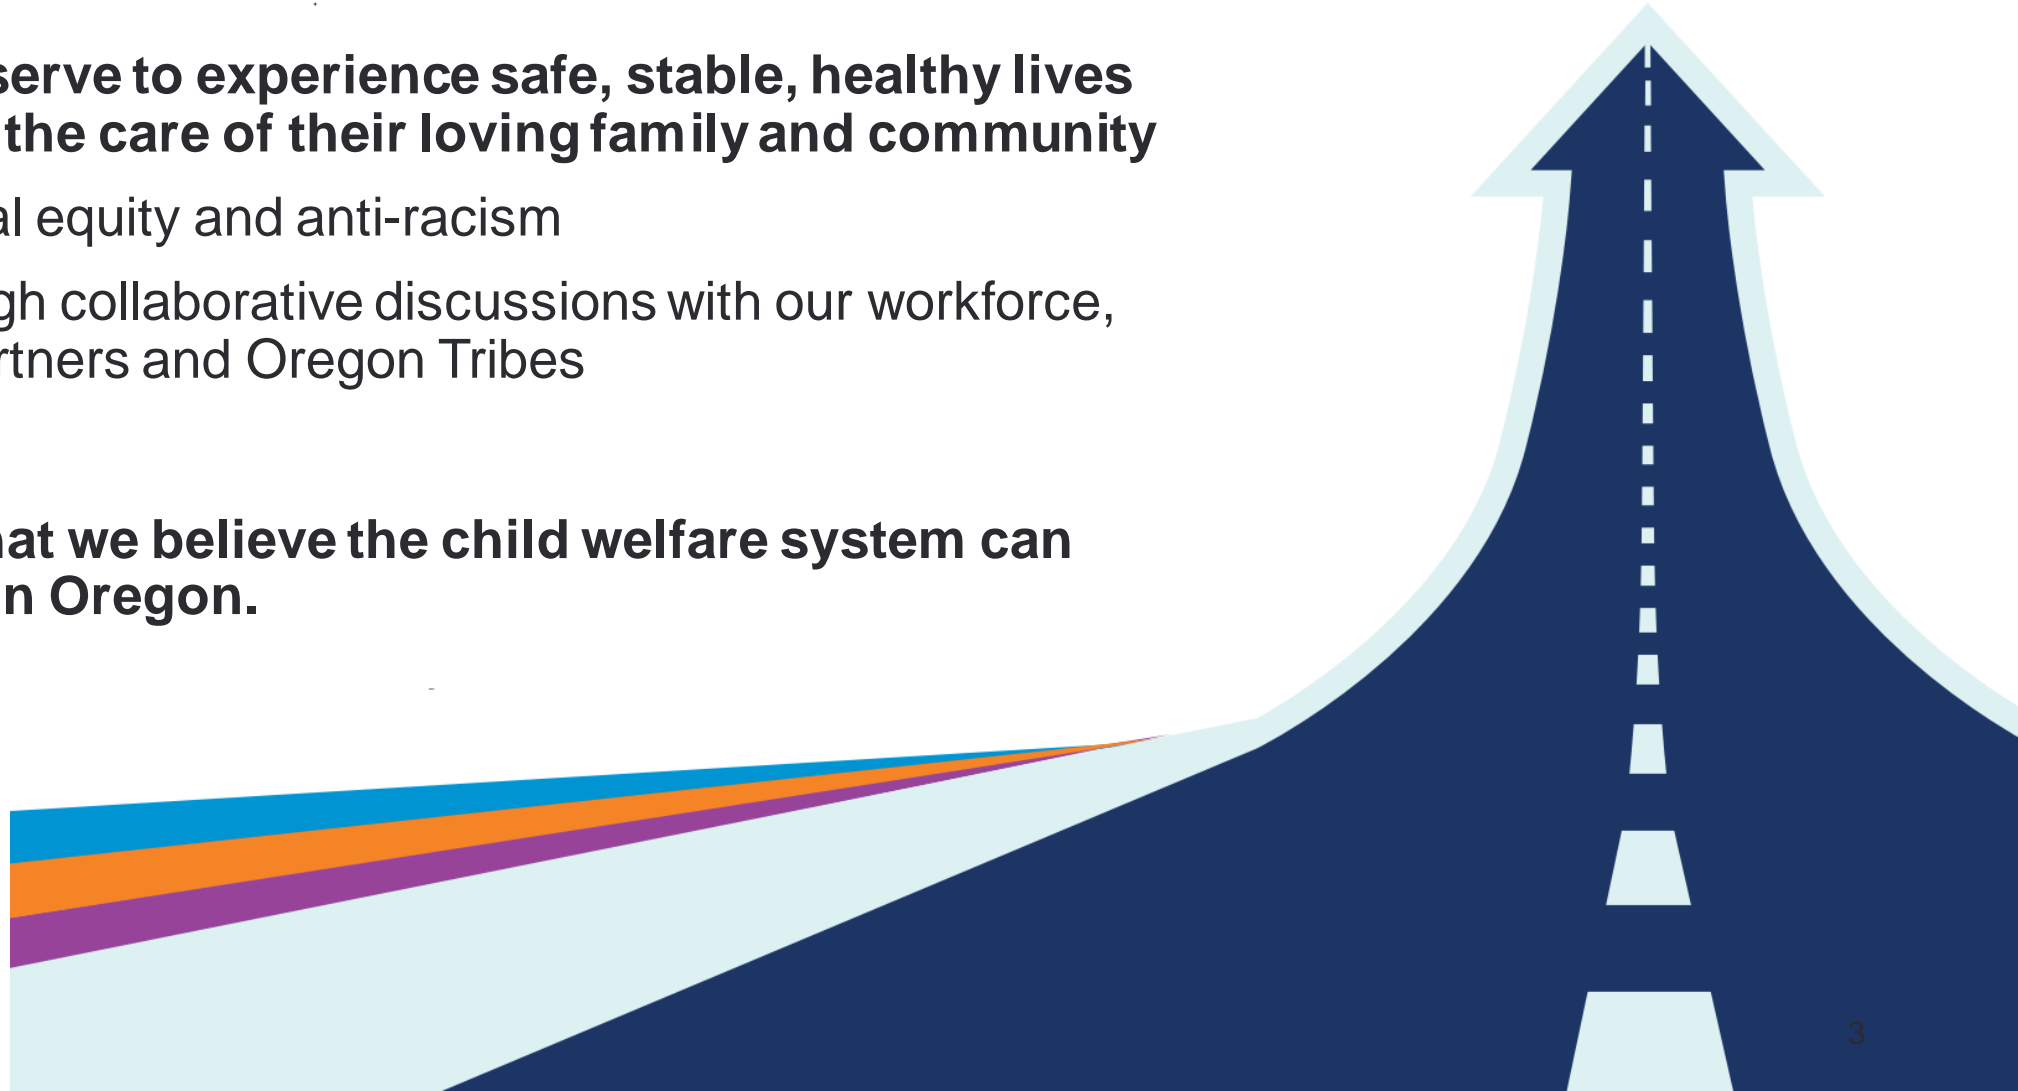 serve to experience safe, stable, healthy lives
the care of their loving family and community
al equity and anti-racism
gh collaborative discussions with our workforce,
rtners and Oregon Tribes
hat we believe the child welfare system can
n Oregon.
3